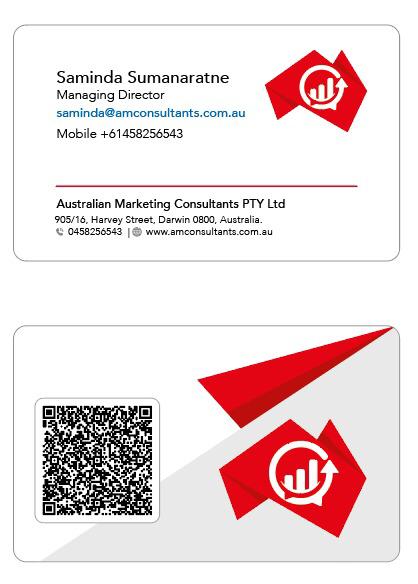 Saminda Sumanaratne
Managing Director
saminda@amconsultants.com.au
Mobile +61458256543
Australian Marketing Consultants PTY Ltd
905/16, Harvey Street, Darwin 0800, Australia.
0458256543 | www.amconsultants.com.au